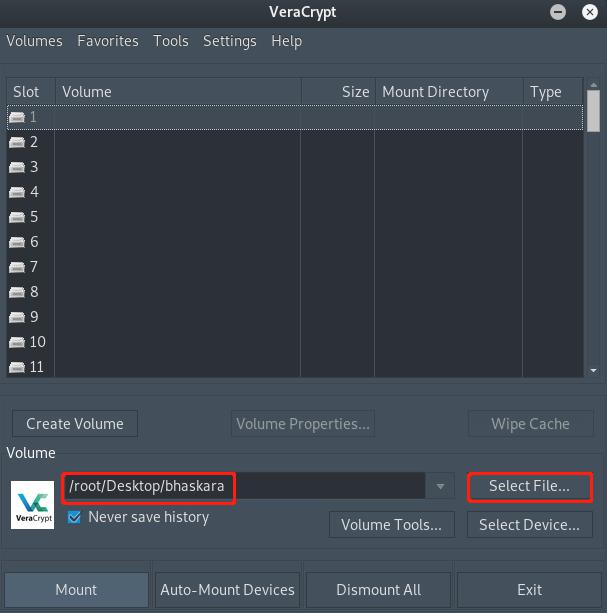 VeraCrypt
Volumes Favorites Tools Settings Help
Slot Volume Size Mount Directory Type
1
2
3
4
5
6
7
8
9
10
11
Create Volume Volume Properties... Wipe Cache
Volume
/root/Desktop/bhaskara Select File...
VeraCrypt
Never save history
Volume Tools... Select Device...
Mount Auto-Mount Devices Dismount All Exit